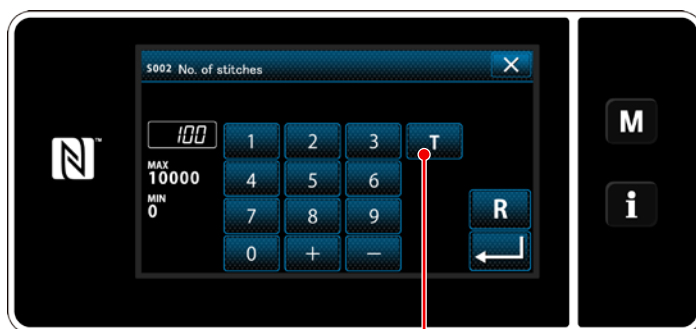 S002 No. of stitches
100
1 2 3 T
MAX
10000
4 5 6
MIN
0
7 8 9 R
0 + −
M
i
N